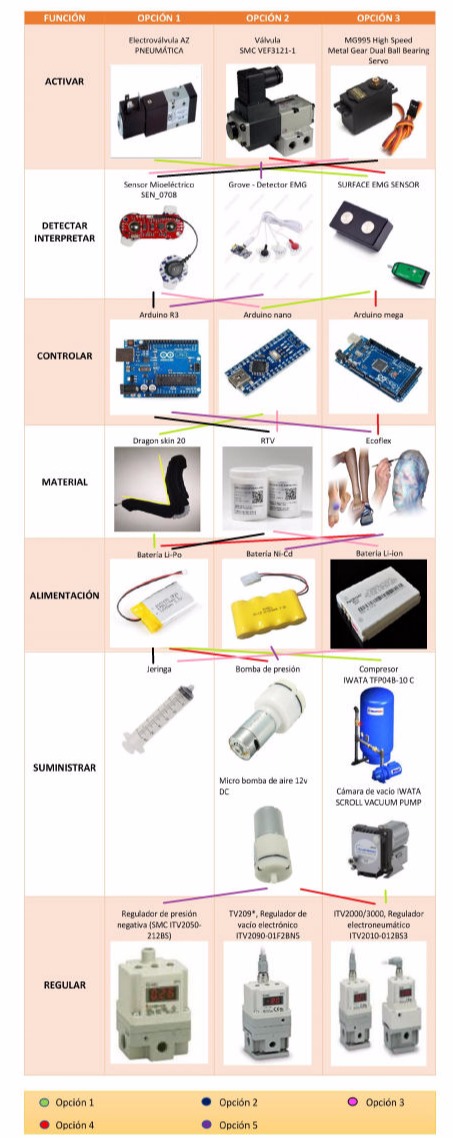 FUNCIÓN OPCIÓN 1 OPCIÓN 2 OPCIÓN 3
ACTIVAR
Electroválvula AZ
PNEUMÁTICA
Válvula
SMC VEF3121-1
MG995 High Speed
Metal Gear Dual Ball Bearing
Servo
DETECTAR
INTERPRETAR
Sensor Mioeléctrico
SEN_0708
Grove - Detector EMG
SURFACE EMG SENSOR
CONTROLAR
Arduino R3
Arduino nano
Arduino mega
MATERIAL
Dragon skin 20
RTV
Ecoflex
ALIMENTACIÓN
Batería Li-Po
Batería Ni-Cd
Batería Li-ion
SUMINISTRAR
Jeringa
Bomba de presión
Micro bomba de aire 12v
DC
Compresor
IWATA TFP04B-10 C
Cámara de vacío IWATA
SCROLL VACUUM PUMP
REGULAR
Regulador de presión
negativa (SMC ITV2050-
212BS)
TV209*, Regulador de
vacío electrónico
ITV2090-01F2BN5
ITV2000/3000, Regulador
electroneumático
ITV2010-012BS3
Opción 1 Opción 2 Opción 3
Opción 4 Opción 5